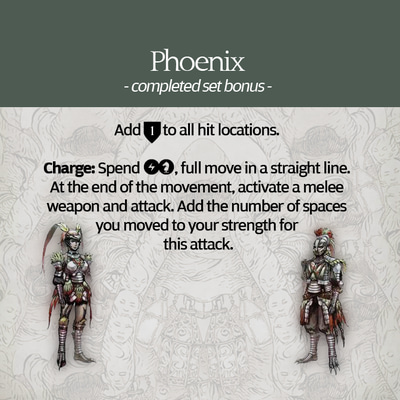 Phoenix
- completed set bonus -
Add 1 to all hit locations.
Charge: Spend , full move in a straight line.
At the end of the movement, activate a melee
weapon and attack. Add the number of spaces
you moved to your strength for
this attack.